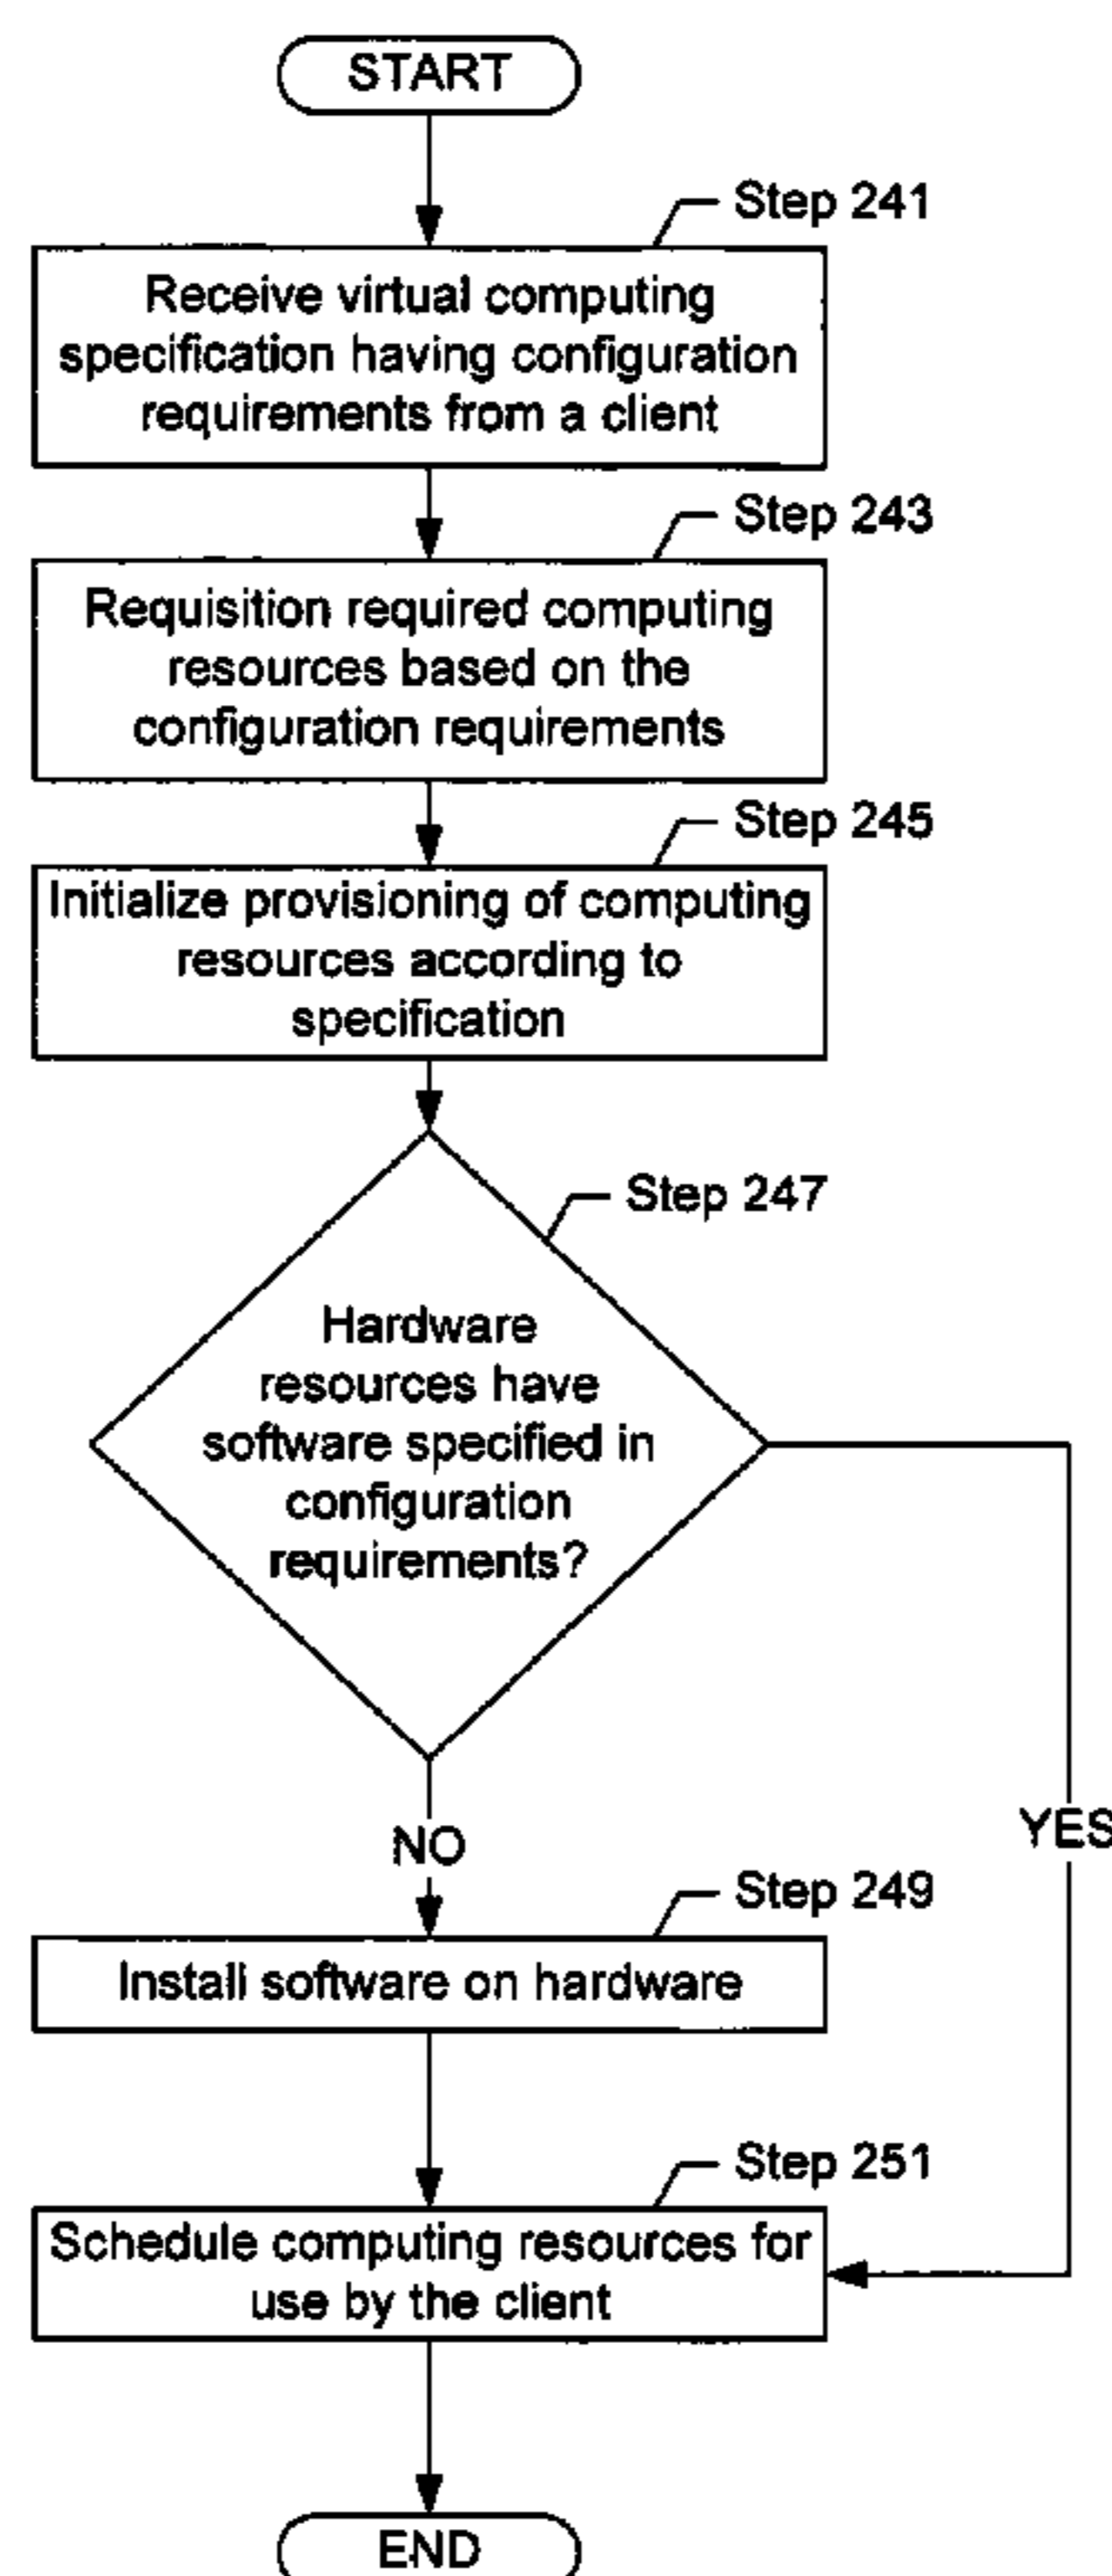 START
Step 241
Receive virtual computing
specification having configuration
requirements from a client
Step 243
Requisition required computing
resources based on the
configuration requirements
Step 245
Initialize provisioning of computing
resources according to
specification
Step 247
Hardware
resources have
software specified in
configuration
requirements?
NO
YES
Step 249
Install software on hardware
Step 251
Schedule computing resources for
use by the client
END